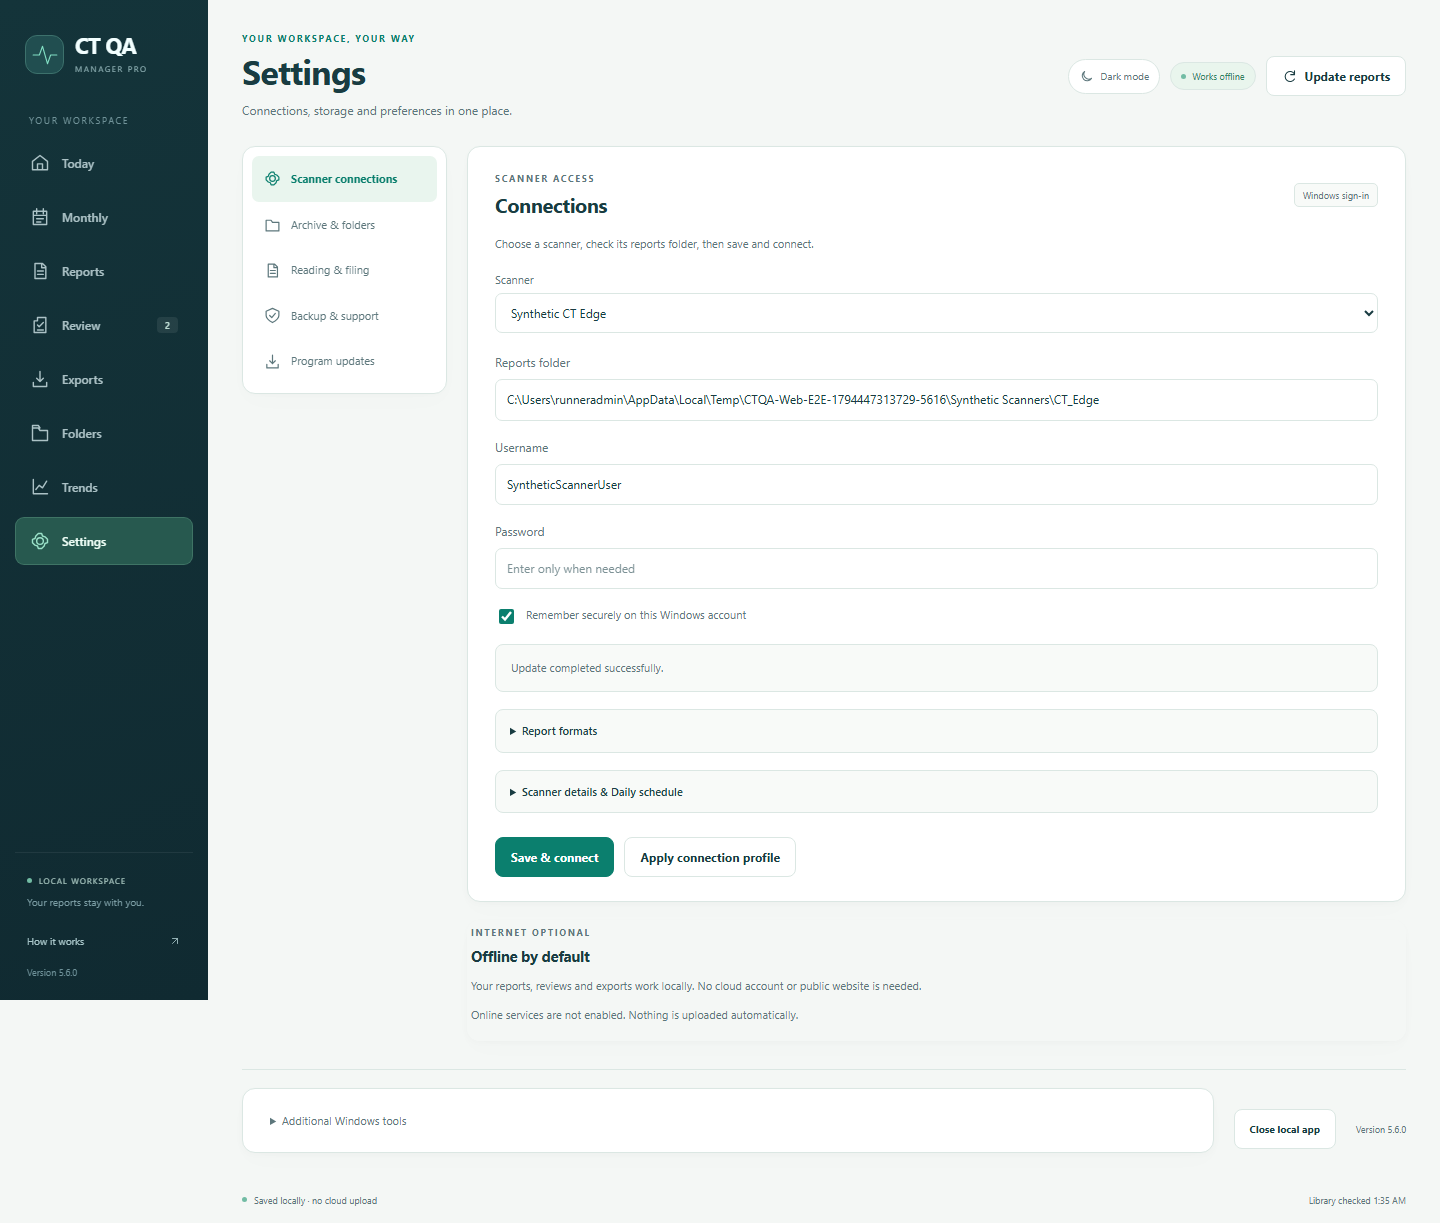 CT QA
MANAGER PRO
YOUR WORKSPACE
Today
Monthly
Reports
Review 2
Exports
Folders
Trends
Settings
LOCAL WORKSPACE
Your reports stay with you.
How it works
Version 5.6.0
YOUR WORKSPACE, YOUR WAY
Settings
Connections, storage and preferences in one place.
Dark mode
Works offline
Update reports
Scanner connections
Archive & folders
Reading & filing
Backup & support
Program updates
SCANNER ACCESS
Connections
Windows sign-in
Choose a scanner, check its reports folder, then save and connect.
Scanner
Synthetic CT Edge
Reports folder
C:\Users\runneradmin\AppData\Local\Temp\CTQA-Web-E2E-1794447313729-5616\Synthetic Scanners\CT_Edge
Username
SyntheticScannerUser
Password
Enter only when needed
Remember securely on this Windows account
Update completed successfully.
Report formats
Scanner details & Daily schedule
Save & connect
Apply connection profile
INTERNET OPTIONAL
Offline by default
Your reports, reviews and exports work locally. No cloud account or public website is needed.
Online services are not enabled. Nothing is uploaded automatically.
Additional Windows tools
Close local app
Version 5.6.0
Saved locally · no cloud upload
Library checked 1:35 AM